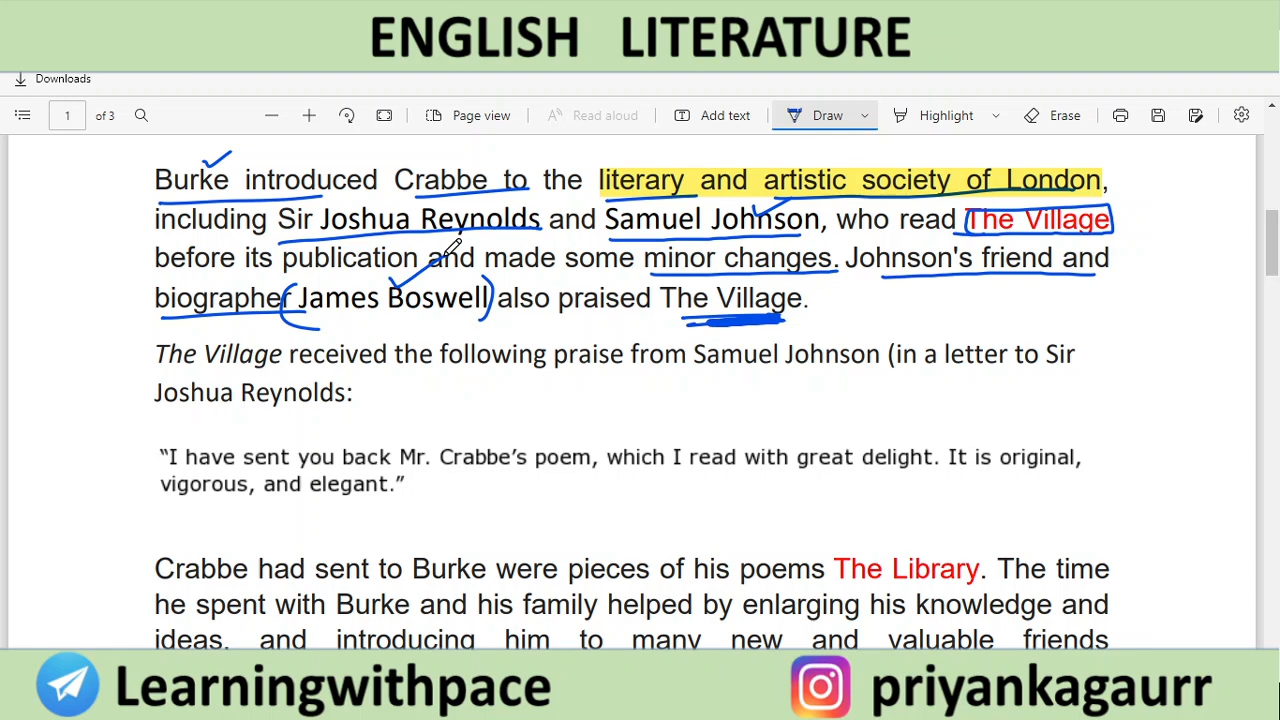 ENGLISH LITERATURE
Downloads
1 of 3 Page view Read aloud Add text Draw Highlight Erase
Burke introduced Crabbe to the literary and artistic society of London,
including Sir Joshua Reynolds and Samuel Johnson, who read The Village
before its publication and made some minor changes. Johnson's friend and
biographer James Boswell also praised The Village.
The Village received the following praise from Samuel Johnson (in a letter to Sir
Joshua Reynolds:
“I have sent you back Mr. Crabbe’s poem, which I read with great delight. It is original,
vigorous, and elegant.”
Crabbe had sent to Burke were pieces of his poems The Library. The time
he spent with Burke and his family helped by enlarging his knowledge and
ideas, and introducing him to many new and valuable friends
Learningwithpace priyankagaurr